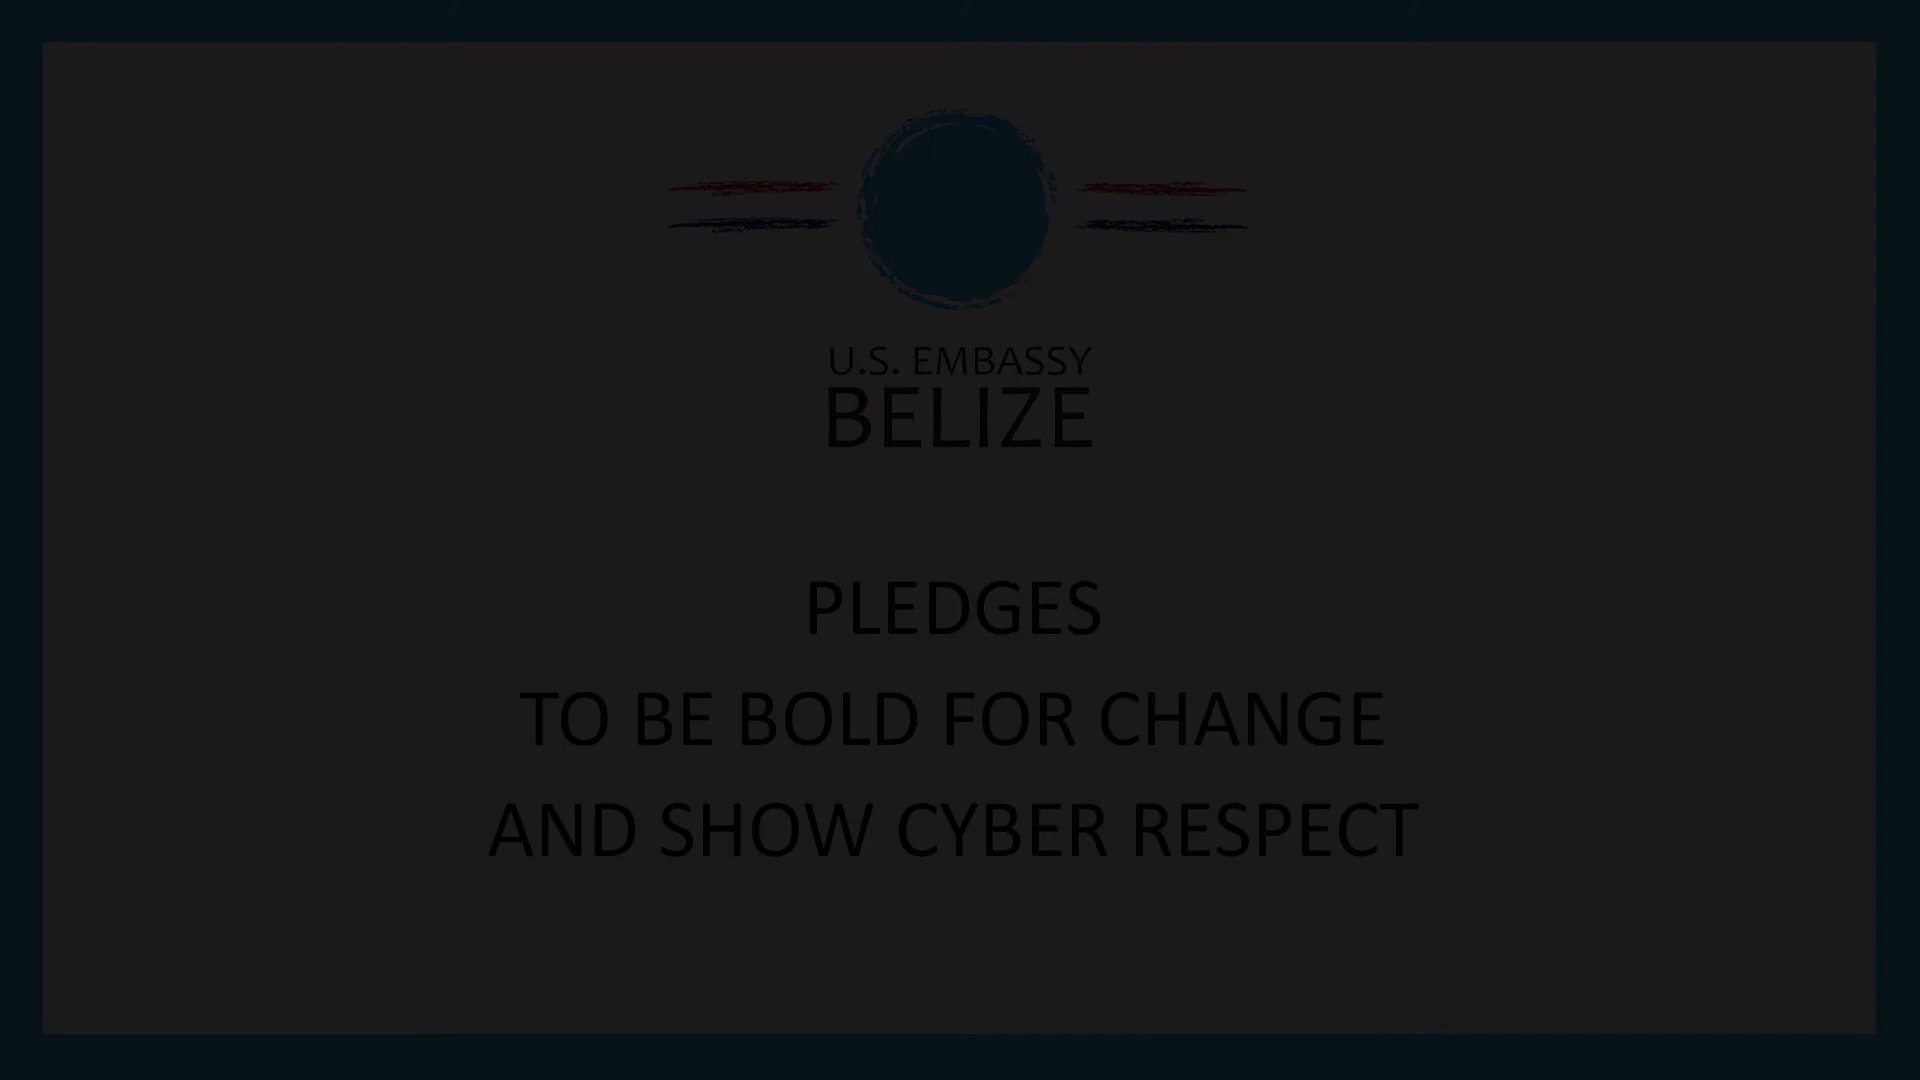 U.S. EMBASSY
BELIZE
PLEDGES
TO BE BOLD FOR CHANGE
AND SHOW CYBER RESPECT